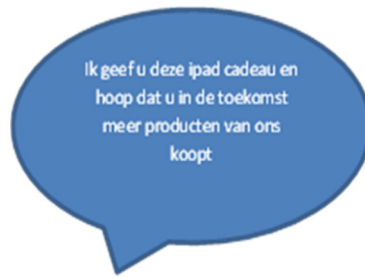 Ik geef u deze ipad cadeau en
hoop dat u in de toekomst
meer producten van ons
koopt